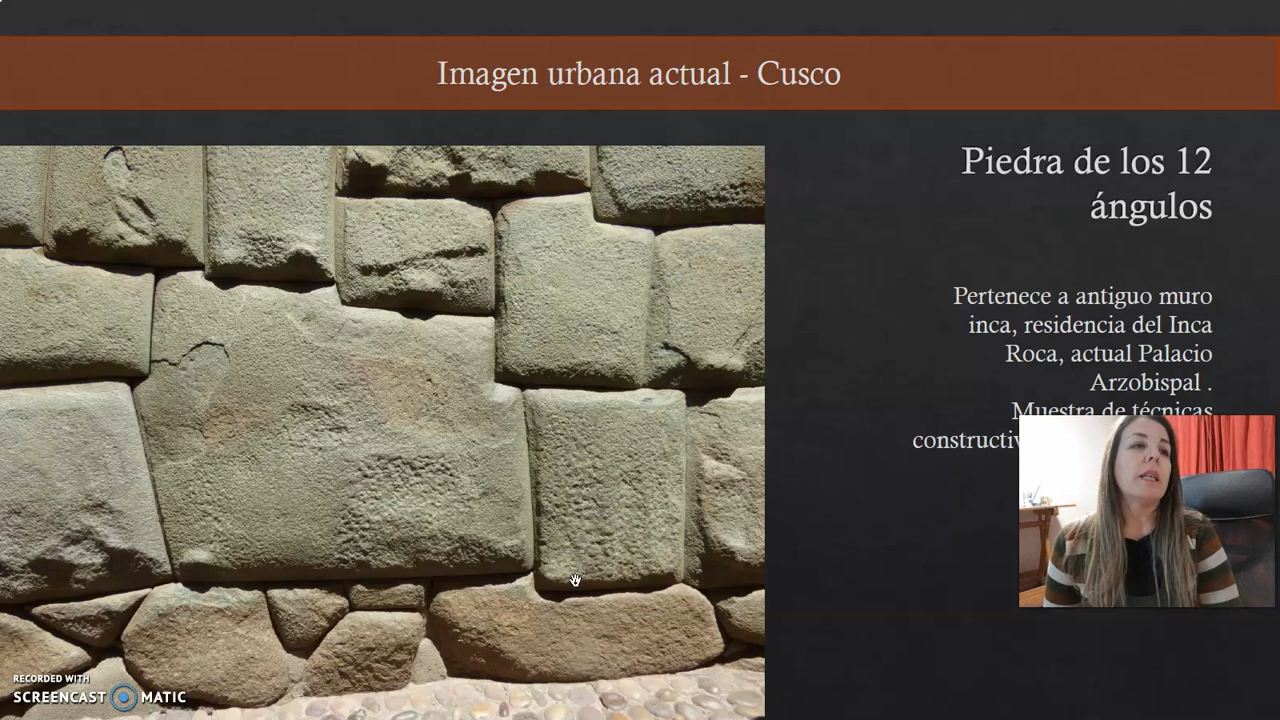 Imagen urbana actual - Cusco
Piedra de los 12
ángulos
Pertenece a antiguo muro
inca, residencia del Inca
Roca, actual Palacio
Arzobispal .
Muestra de técnicas
RECORDED WITH
SCREENCAST MATIC